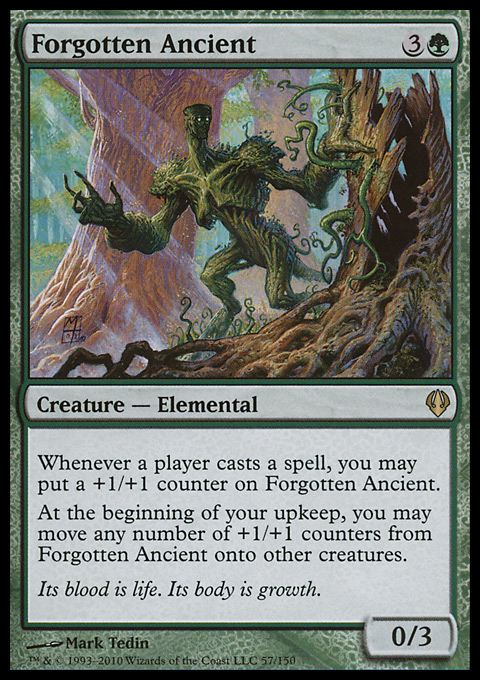 Forgotten Ancient 3
Creature — Elemental
Whenever a player casts a spell, you may
put a +1/+1 counter on Forgotten Ancient.
At the beginning of your upkeep, you may
move any number of +1/+1 counters from
Forgotten Ancient onto other creatures.
Its blood is life. Its body is growth.
Mark Tedin
0/3
™ & © 1993–2010 Wizards of the Coast LLC 57/150